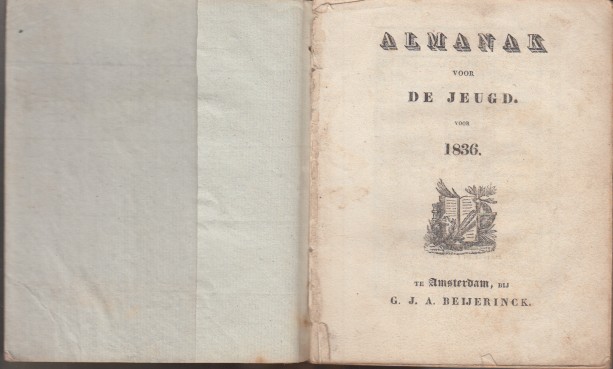 ALMANAK
VOOR
DE JEUGD.
VOOR
1836.
TE Amsterdam, BIJ
G. J. A. BEIJERINCK.